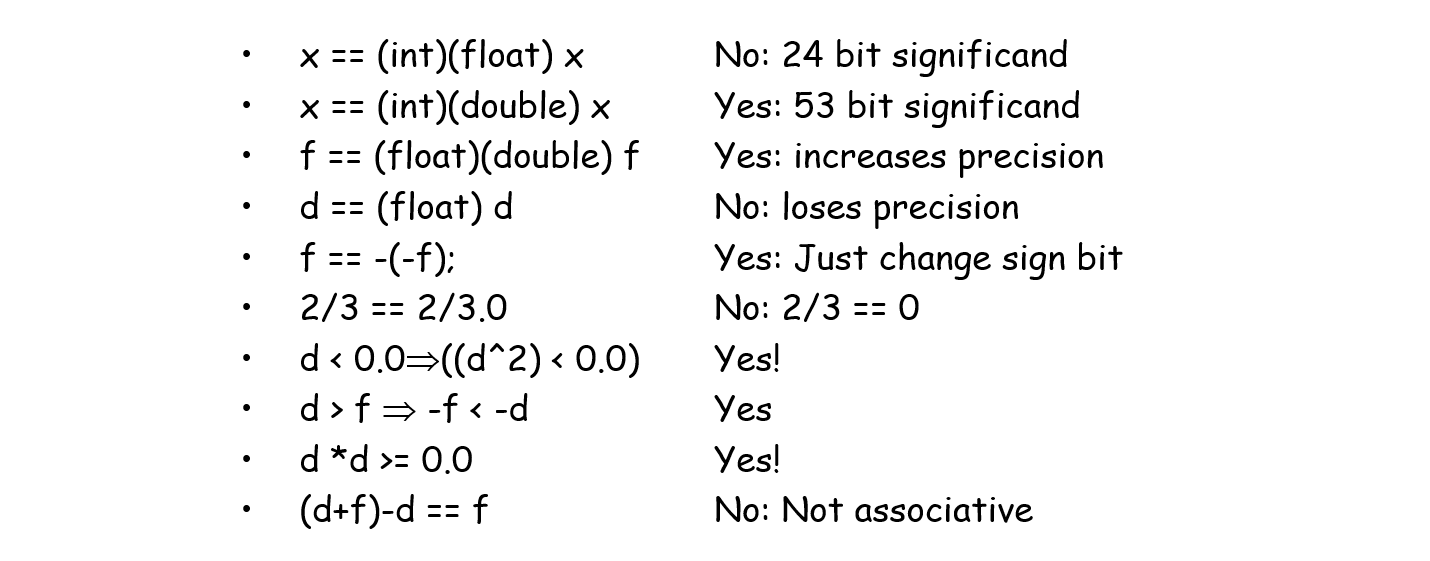 • x == (int)(float) x No: 24 bit significand
• x == (int)(double) x Yes: 53 bit significand
• f == (float)(double) f Yes: increases precision
• d == (float) d No: loses precision
• f == -(-f); Yes: Just change sign bit
• 2/3 == 2/3.0 No: 2/3 == 0
• d < 0.0⇒((d^2) < 0.0) Yes!
• d > f ⇒ -f < -d Yes
• d *d >= 0.0 Yes!
• (d+f)-d == f No: Not associative